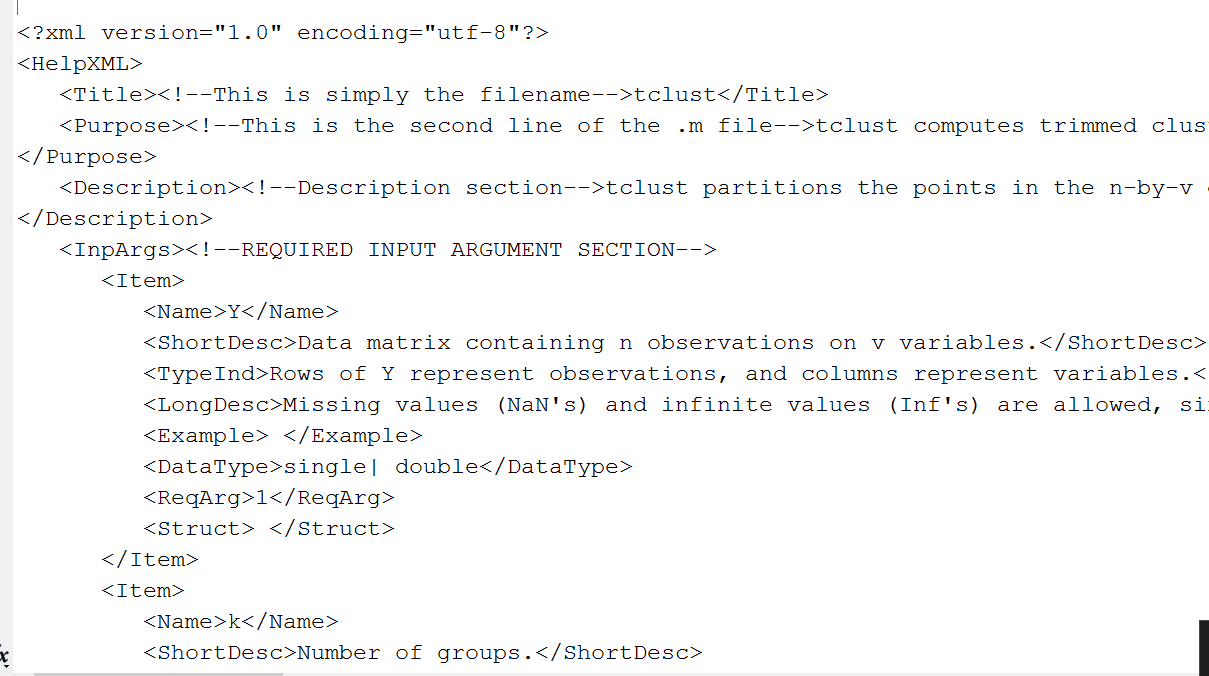 <?xml version="1.0" encoding="utf-8"?>
<HelpXML>
<Title><!--This is simply the filename-->tclust</Title>
<Purpose><!--This is the second line of the .m file-->tclust computes trimmed
</Purpose>
<Description><!--Description section-->tclust partitions the points in the n-by-v
</Description>
<InpArgs><!--REQUIRED INPUT ARGUMENT SECTION-->
<Item>
<Name>Y</Name>
<ShortDesc>Data matrix containing n observations on v variables.</ShortDesc>
<TypeInd>Rows of Y represent observations, and columns represent variables.<
<LongDesc>Missing values (NaN's) and infinite values (Inf's) are allowed,
<Example> </Example>
<DataType>single| double</DataType>
<ReqArg>1</ReqArg>
<Struct> </Struct>
</Item>
<Item>
<Name>k</Name>
<ShortDesc>Number of groups.</ShortDesc>